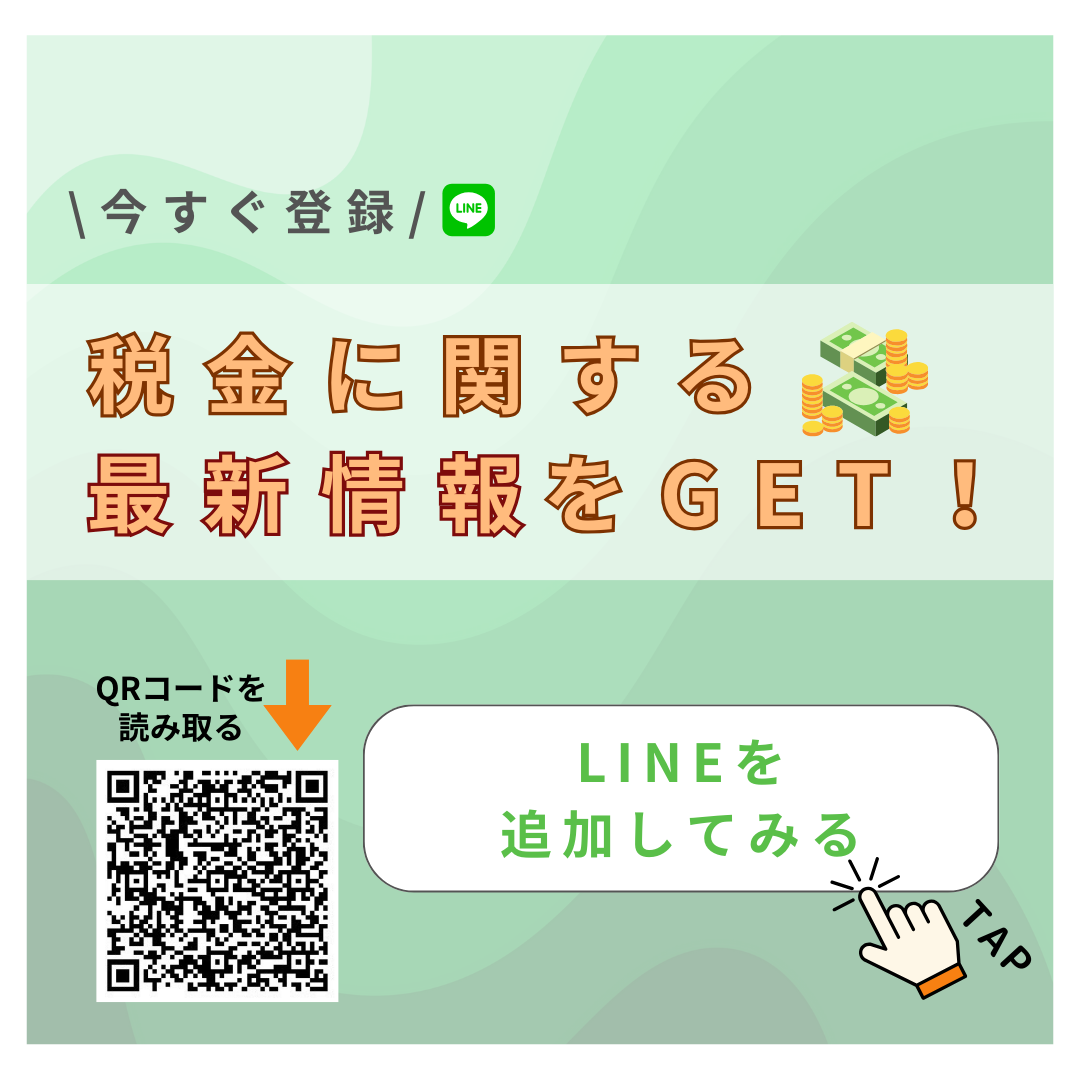 \今すぐ登録/ LINE
税金に関する
最新情報をGET!
QRコードを
読み取る
LINEを
追加してみる
TAP